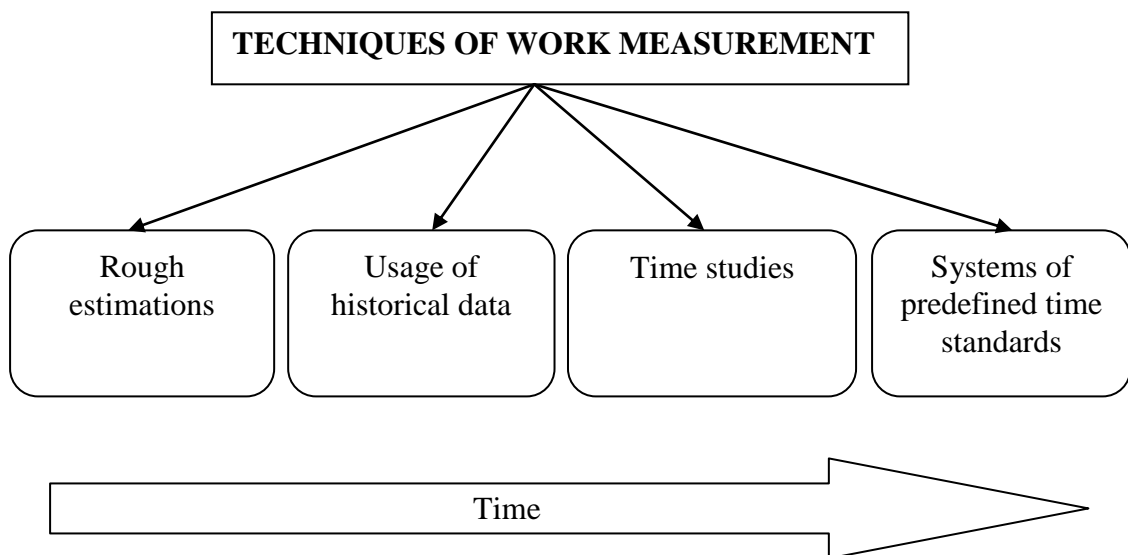 TECHNIQUES OF WORK MEASUREMENT
Rough
estimations
Usage of
historical data
Time studies
Systems of
predefined time
standards
Time